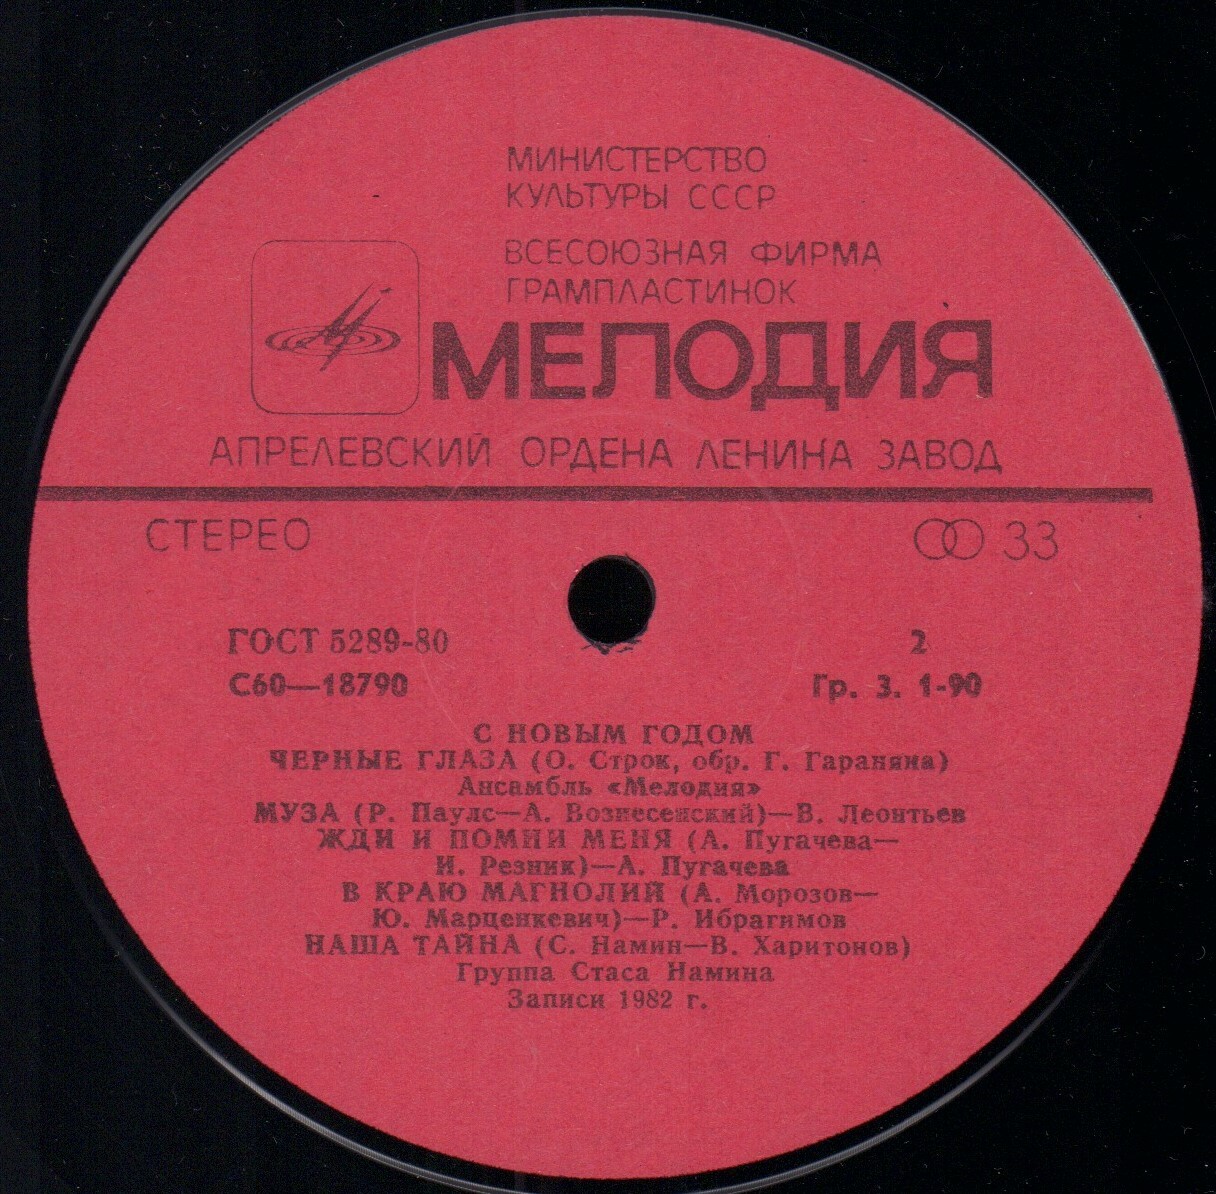 МИНИСТЕРСТВО
КУЛЬТУРЫ СССР
ВСЕСОЮЗНАЯ ФИРМА
ГРАМПЛАСТИНОК
МЕЛОДИЯ
АПРЕЛЕВСКИЙ ОРДЕНА ЛЕНИНА ЗАВОД
СТЕРЕО 33
ГОСТ 5289-80 2
С60—18790 Гр. 3. 1-90
С НОВЫМ ГОДОМ
ЧЕРНЫЕ ГЛАЗА (О. Строк, обр. Г. Гараняна)
Ансамбль «Мелодия»
МУЗА (Р. Паулс—А. Вознесенский)—В. Леонтьев
ЖДИ И ПОМНИ МЕНЯ (А. Пугачева—
И. Резник)—А. Пугачева
В КРАЮ МАГНОЛИЙ (А. Морозов—
Ю. Марценкевич)—Р. Ибрагимов
НАША ТАЙНА (С. Намин—В. Харитонов)
Группа Стаса Намина
Записи 1982 г.